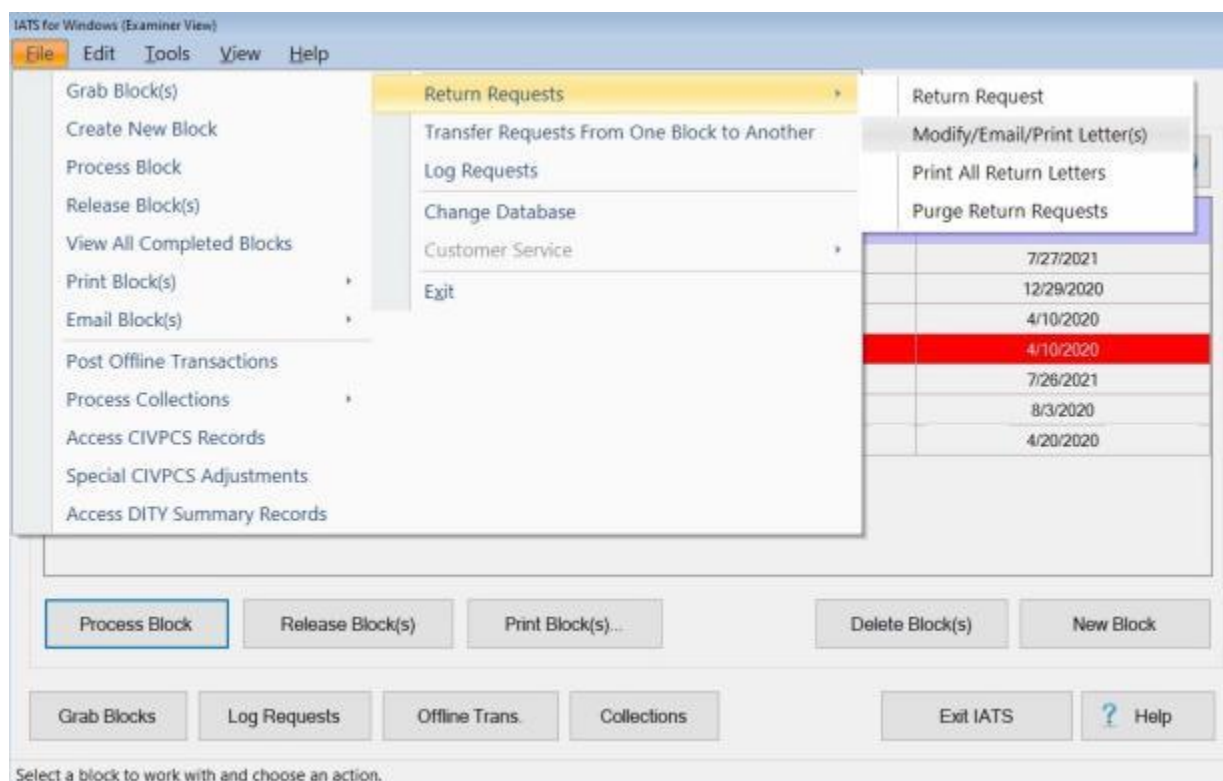 IATS for Windows (Examiner View)
File Edit Tools View Help
Grab Block(s)
Create New Block
Process Block
Release Block(s)
View All Completed Blocks
Print Block(s)
Email Block(s)
Post Offline Transactions
Process Collections
Access CIVPCS Records
Special CIVPCS Adjustments
Access DITY Summary Records
Return Requests
Transfer Requests From One Block to Another
Log Requests
Change Database
Customer Service
Exit
Return Request
Modify/Email/Print Letter(s)
Print All Return Letters
Purge Return Requests
7/27/2021
12/29/2020
4/10/2020
4/10/2020
7/26/2021
8/3/2020
4/20/2020
Process Block Release Block(s) Print Block(s)... Delete Block(s) New Block
Grab Blocks Log Requests Offline Trans. Collections Exit IATS ? Help
Select a block to work with and choose an action.